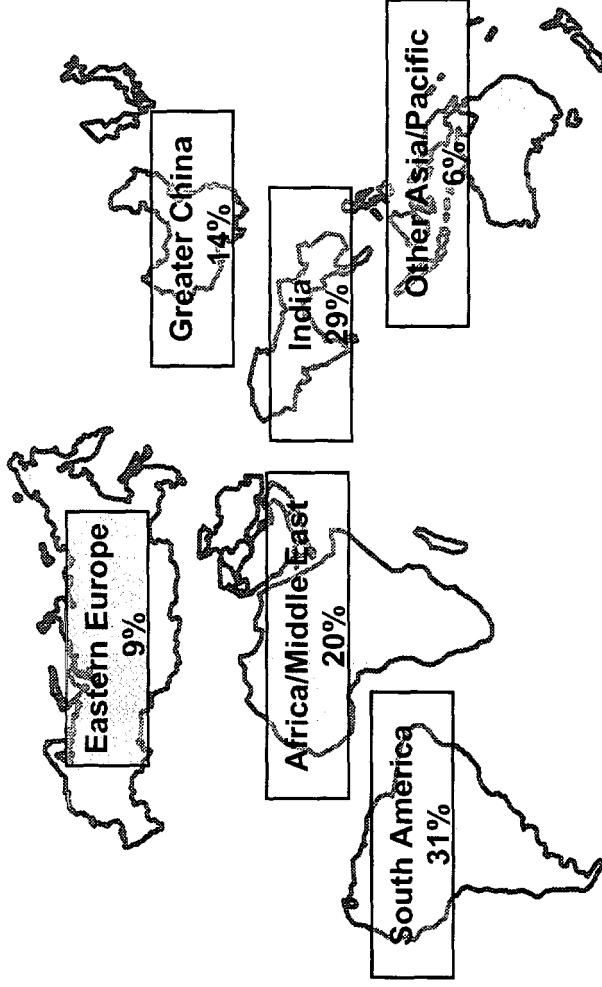 Eastern Europe
9%
Greater China
14%
Africa/Middle East
20%
India
29%
South America
31%
Other Asia/Pacific
6%